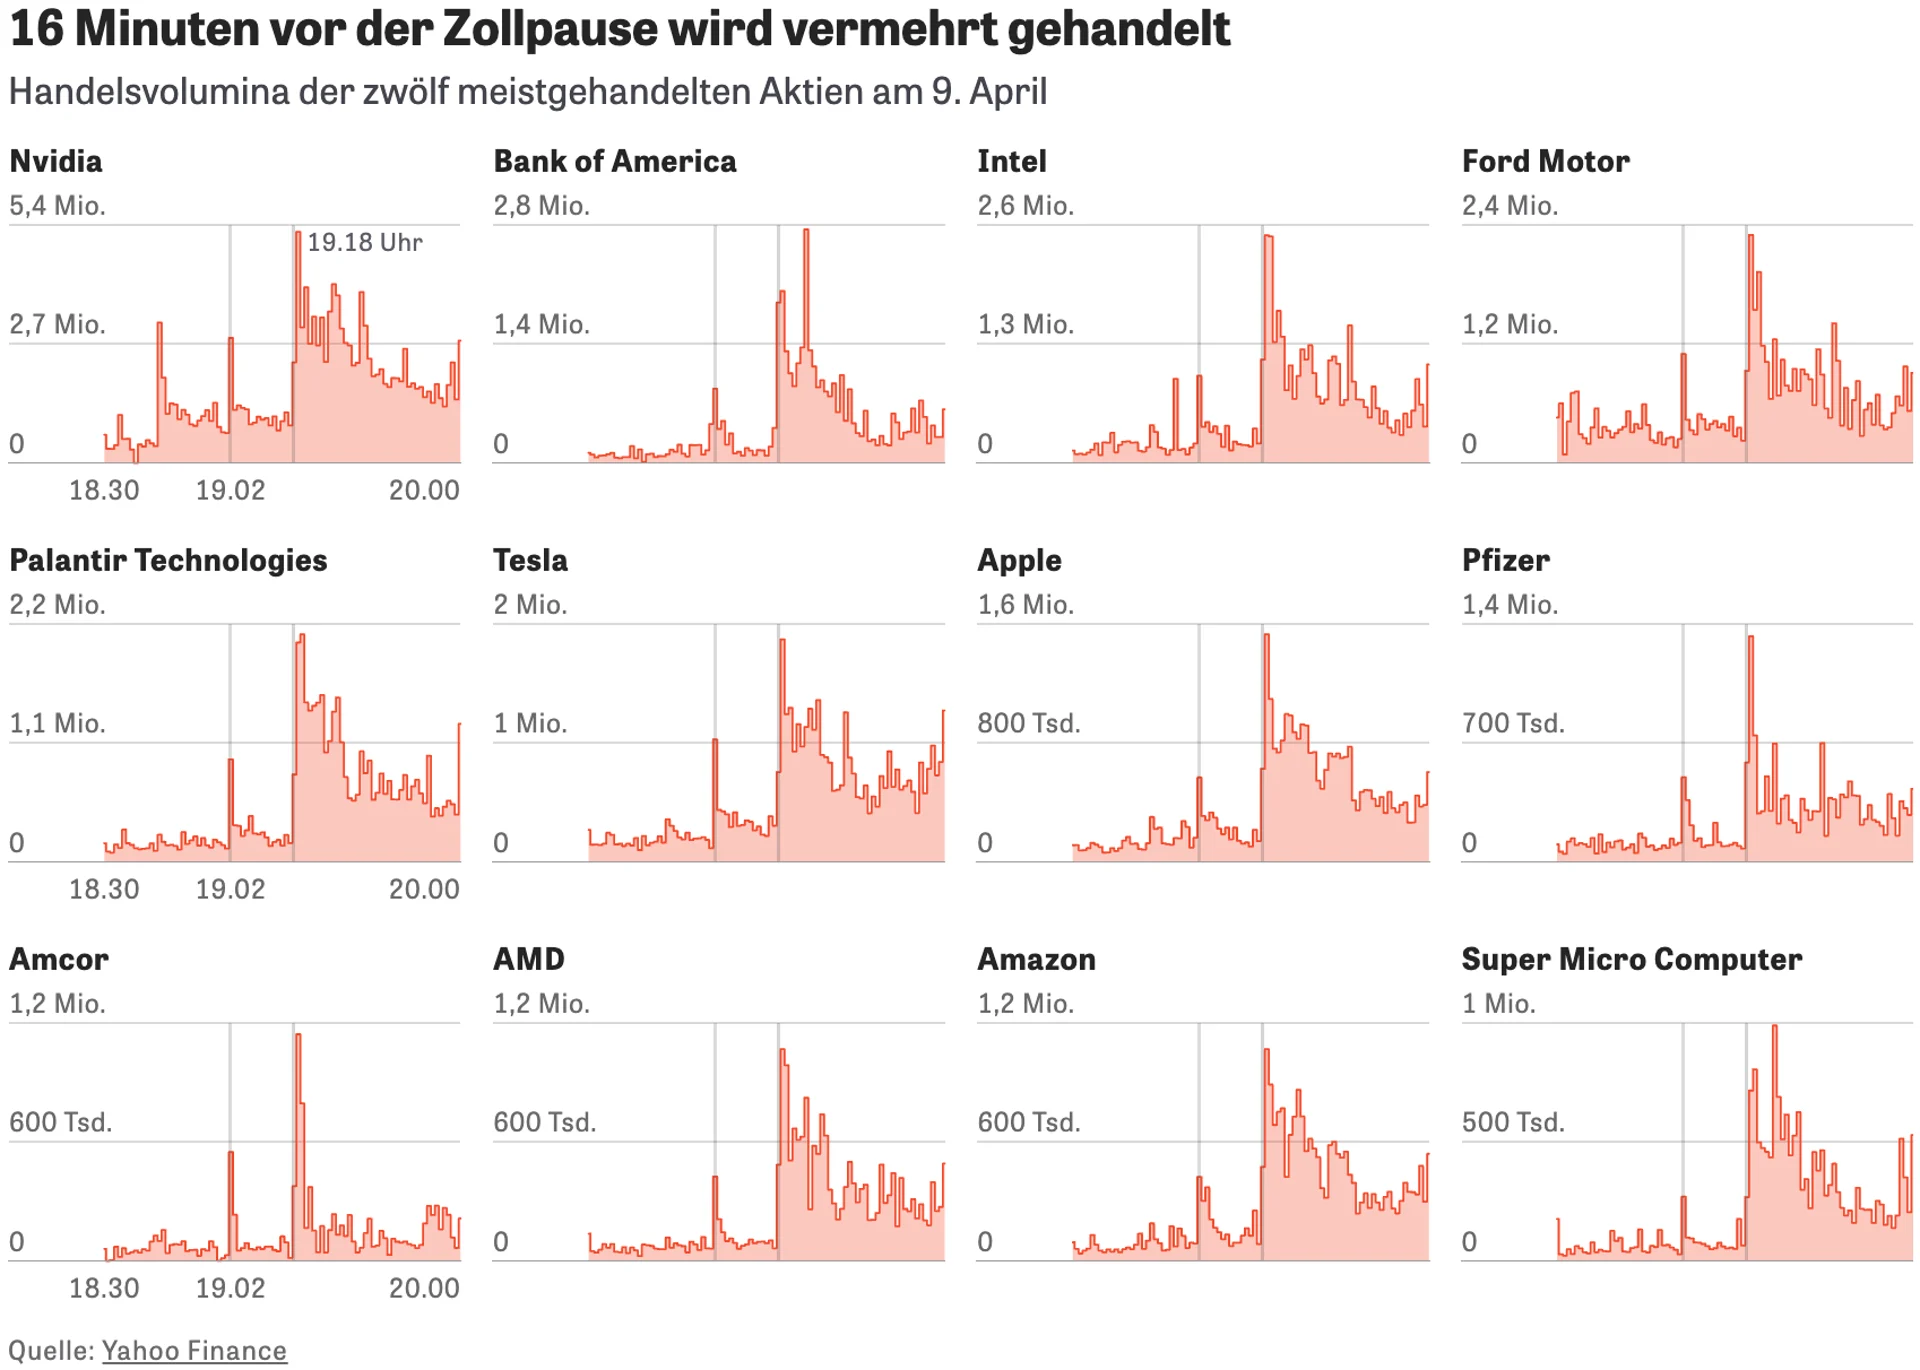 16 Minuten vor der Zollpause wird vermehrt gehandelt
Handelsvolumina der zwölf meistgehandelten Aktien am 9. April
Nvidia
5,4 Mio.
19.18 Uhr
2,7 Mio.
0
18.30 19.02 20.00
Bank of America
2,8 Mio.
1,4 Mio.
0
Intel
2,6 Mio.
1,3 Mio.
0
Ford Motor
2,4 Mio.
1,2 Mio.
0
Palantir Technologies
2,2 Mio.
1,1 Mio.
0
18.30 19.02 20.00
Tesla
2 Mio.
1 Mio.
0
Apple
1,6 Mio.
800 Tsd.
0
Pfizer
1,4 Mio.
700 Tsd.
0
Amcor
1,2 Mio.
600 Tsd.
0
18.30 19.02 20.00
AMD
1,2 Mio.
600 Tsd.
0
Amazon
1,2 Mio.
600 Tsd.
0
Super Micro Computer
1 Mio.
500 Tsd.
0
Quelle: Yahoo Finance